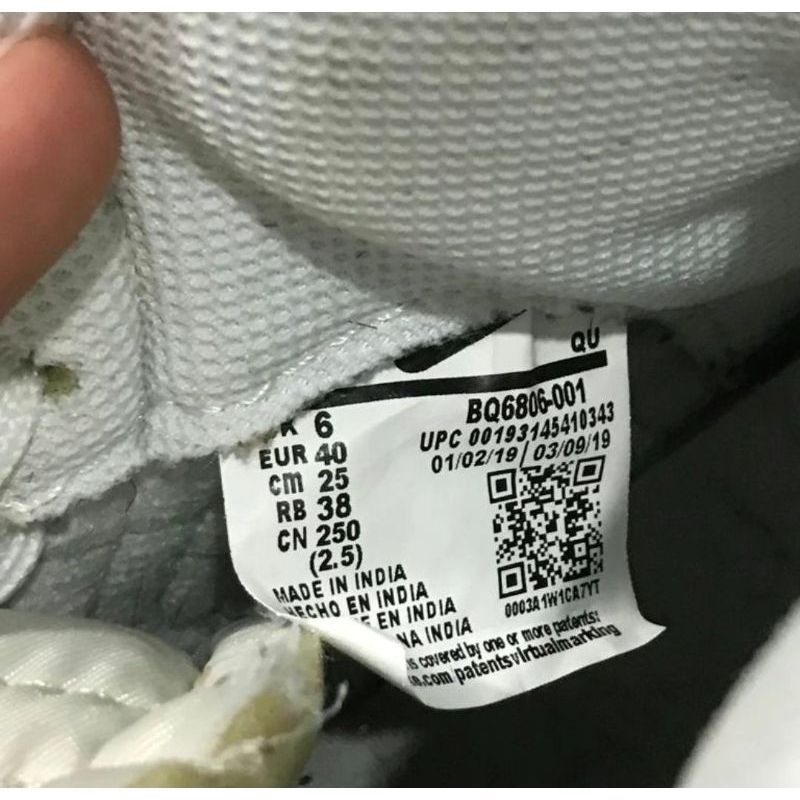 QU
BQ6806-001
UPC 00193145410343
01/02/19 03/09/19
6
EUR 40
cm 25
RB 38
CN 250
(2.5)
MADE IN INDIA
HECHO EN INDIA
EN INDIA
NA INDIA
0003A1W1CA7YT
is covered by one or more patents:
.com/patentsvirtualmarking